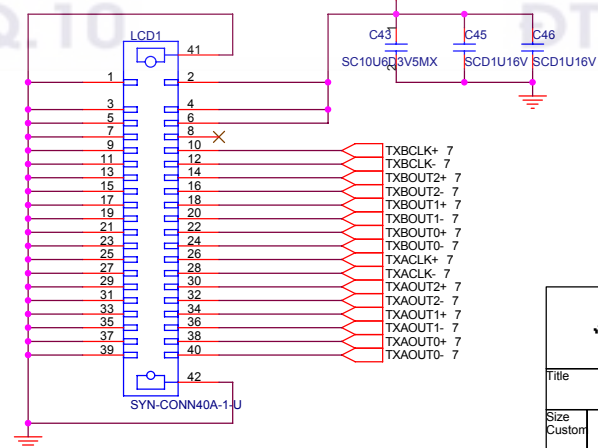 Q.10
ĐT
LCD1
41
1
2
3
4
5
6
7
8
9
10
TXBCLK+ 7
11
12
TXBCLK- 7
13
14
TXBOUT2+ 7
15
16
TXBOUT2- 7
17
18
TXBOUT1+ 7
19
20
TXBOUT1- 7
21
22
TXBOUT0+ 7
23
24
TXBOUT0- 7
25
26
TXACLK+ 7
27
28
TXACLK- 7
29
30
TXAOUT2+ 7
31
32
TXAOUT2- 7
33
34
TXAOUT1+ 7
35
36
TXAOUT1- 7
37
38
TXAOUT0+ 7
39
40
TXAOUT0- 7
42
SYN-CONN40A-1-U
C43
1
2
SC10U6D3V5MX
C45
SCD1U16V
C46
SCD1U16V
Title
Size
Custom